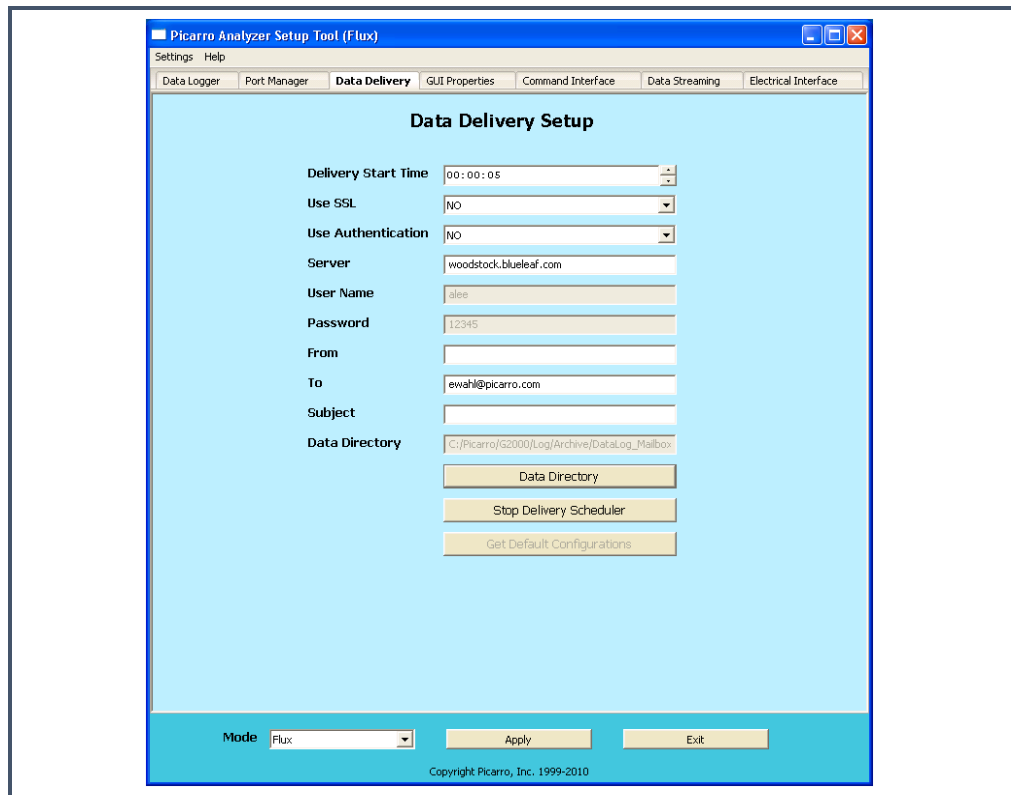 Picarro Analyzer Setup Tool (Flux)
Settings Help
Data Logger Port Manager Data Delivery GUI Properties Command Interface Data Streaming Electrical Interface
Data Delivery Setup
Delivery Start Time 00:00:05
Use SSL NO
Use Authentication NO
Server woodstock.blueleaf.com
User Name alee
Password 12345
From
To ewahl@picarro.com
Subject
Data Directory C:/Picarro/G2000/Log/Archive/DataLog_Mailbox
Data Directory
Stop Delivery Scheduler
Get Default Configurations
Mode Flux Apply Exit
Copyright Picarro, Inc. 1999-2010